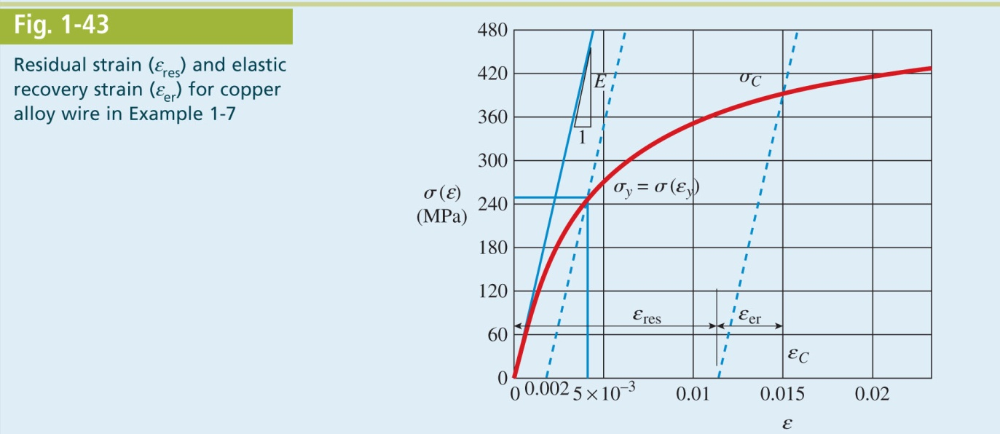 Fig. 1-43
Residual strain (εres) and elastic
recovery strain (εer) for copper
alloy wire in Example 1-7
480
420
360
300
240
180
120
60
0
σ(ε)
(MPa)
E
1
σC
σy = σ(εy)
εres
εer
εC
0 0.002 5×10⁻³ 0.01 0.015 0.02
ε